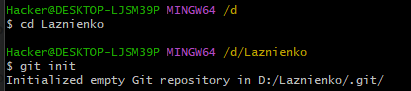 Hacker@DESKTOP-LJSM39P MINGW64 /d
$ cd Laznienko
Hacker@DESKTOP-LJSM39P MINGW64 /d/Laznienko
$ git init
Initialized empty Git repository in D:/Laznienko/.git/